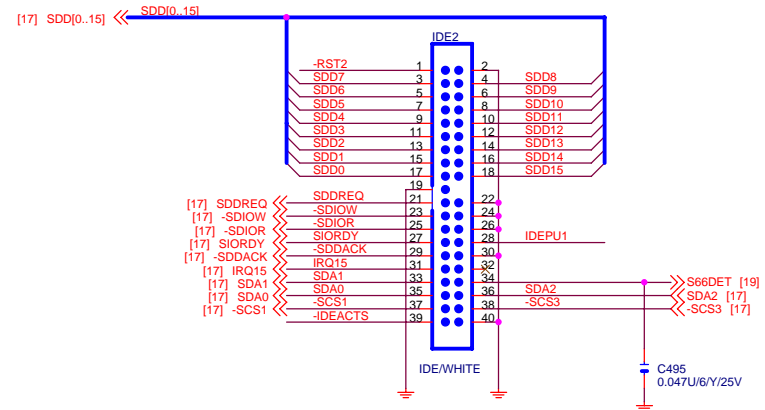 [17] SDD[0..15] SDD[0..15]
IDE2
-RST2 1 2
SDD7 3 4 SDD8
SDD6 5 6 SDD9
SDD5 7 8 SDD10
SDD4 9 10 SDD11
SDD3 11 12 SDD12
SDD2 13 14 SDD13
SDD1 15 16 SDD14
SDD0 17 18 SDD15
19
[17] SDDREQ SDDREQ 21 22
[17] -SDIOW -SDIOW 23 24
[17] -SDIOR -SDIOR 25 26
[17] SIORDY SIORDY 27 28 IDEPU1
[17] -SDDACK -SDDACK 29 30
[17] IRQ15 IRQ15 31 32
[17] SDA1 SDA1 33 34 S66DET [19]
[17] SDA0 SDA0 35 36 SDA2 SDA2 [17]
[17] -SCS1 -SCS1 37 38 -SCS3 -SCS3 [17]
-IDEACTS 39 40
IDE/WHITE
C495
0.047U/6/Y/25V